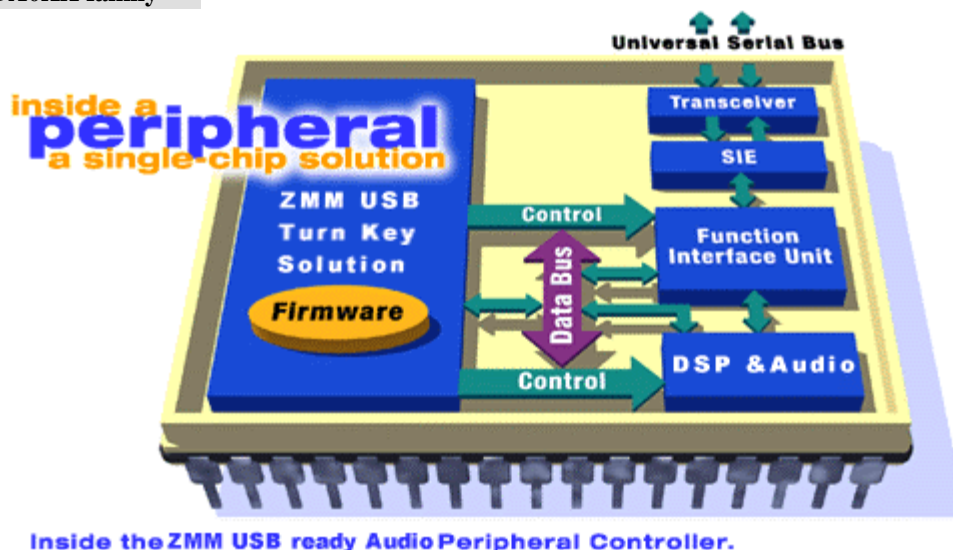 Universal Serial Bus
inside a
peripheral
a single-chip solution
Transceiver
SIE
ZMM USB
Turn Key
Solution
Firmware
Control
Function
Interface Unit
Data Bus
Control
DSP & Audio
Inside the ZMM USB ready Audio Peripheral Controller.